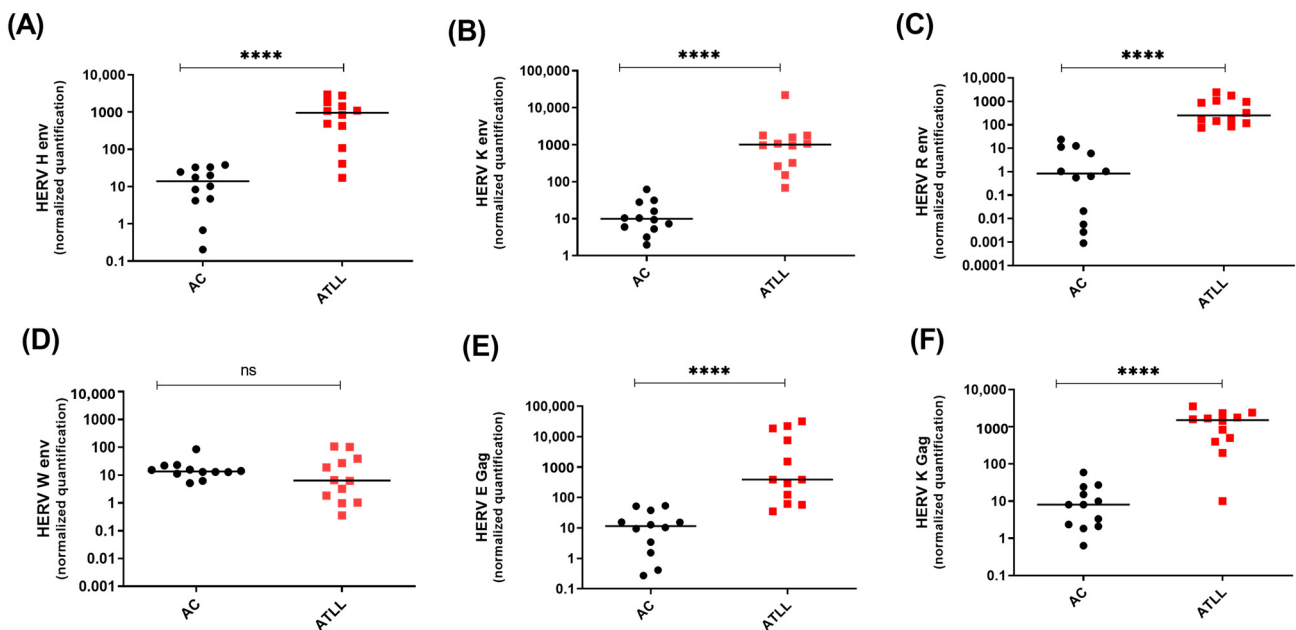 (A)
****
HERV H env
(normalized quantification)
10,000
1000
100
10
1
0.1
AC
ATLL
(B)
****
HERV K env
(normalized quantification)
100,000
10,000
1000
100
10
1
AC
ATLL
(C)
****
HERV R env
(normalized quantification)
10,000
1000
100
10
1
0.1
0.01
0.001
0.0001
AC
ATLL
(D)
ns
HERV W env
(normalized quantification)
10,000
1000
100
10
1
0.1
0.01
0.001
AC
ATLL
(E)
****
HERV E Gag
(normalized quantification)
100,000
10,000
1000
100
10
1
0.1
AC
ATLL
(F)
****
HERV K Gag
(normalized quantification)
10,000
1000
100
10
1
0.1
AC
ATLL